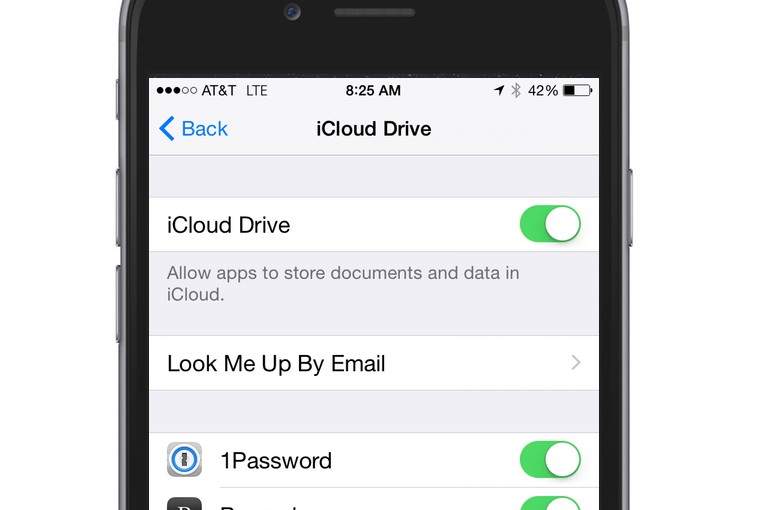 AT&T LTE 8:25 AM 42%
Back iCloud Drive
iCloud Drive
Allow apps to store documents and data in
iCloud.
Look Me Up By Email
1Password